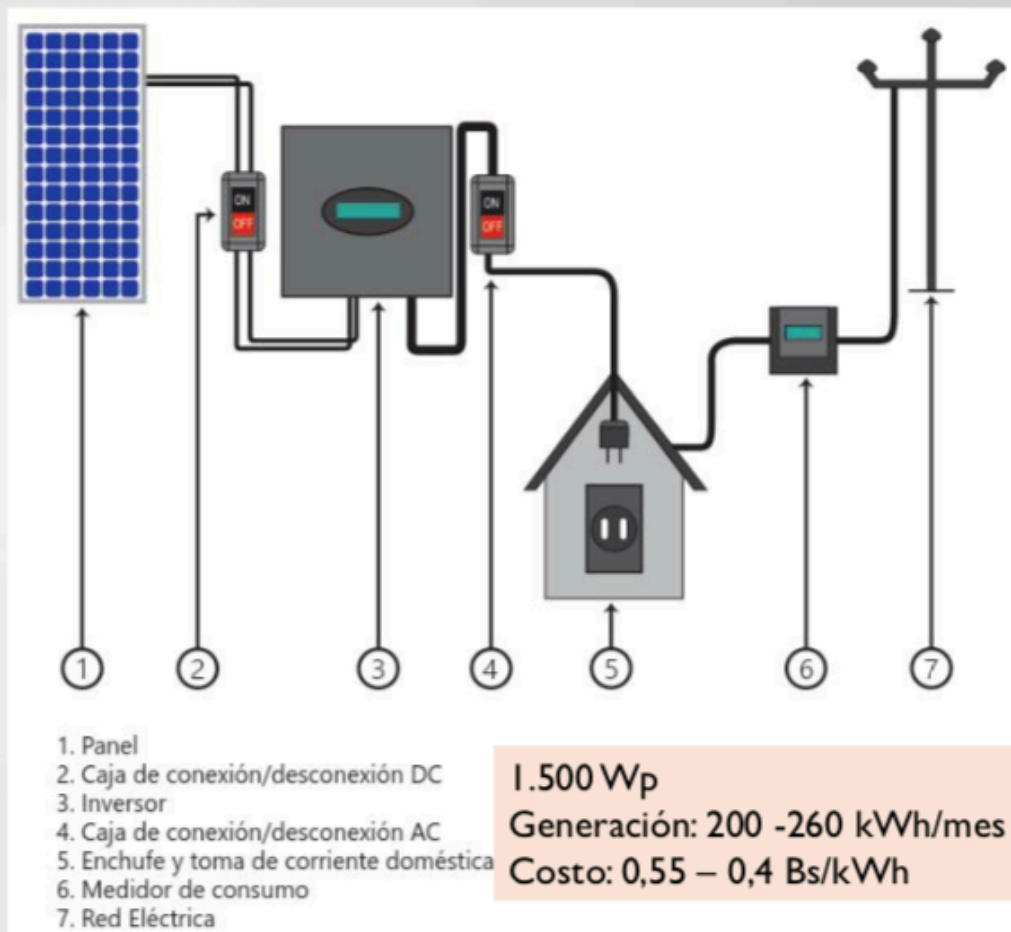 ON
OFF
ON
OFF
1 2 3 4 5 6 7
1. Panel
2. Caja de conexión/desconexión DC
3. Inversor
4. Caja de conexión/desconexión AC
5. Enchufe y toma de corriente doméstica
6. Medidor de consumo
7. Red Eléctrica
1.500 Wp
Generación: 200 -260 kWh/mes
Costo: 0,55 – 0,4 Bs/kWh